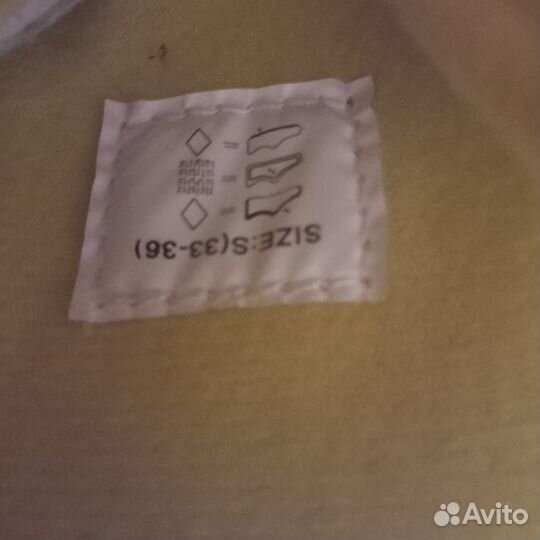 SIZE:S(33-36)
=
=
=
Avito